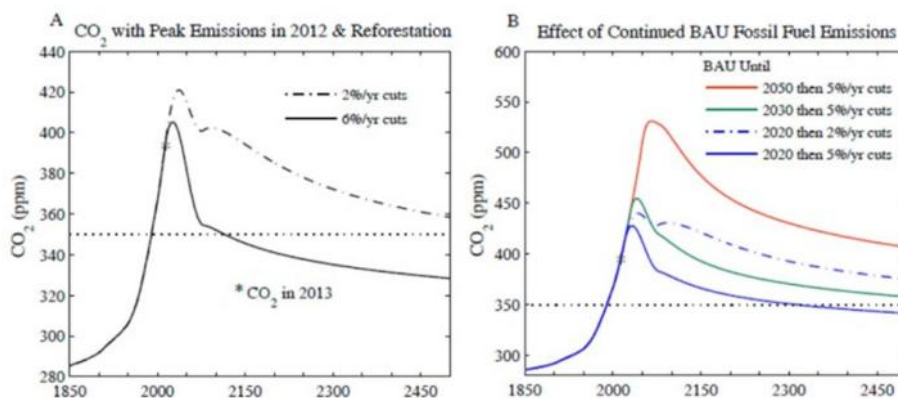 A
CO2 with Peak Emissions in 2012 & Reforestation
440
420
400
380
360
340
320
300
280
CO2 (ppm)
2%/yr cuts
6%/yr cuts
* CO2 in 2013
1850
2000
2150
2300
2450
B
Effect of Continued BAU Fossil Fuel Emissions
600
550
500
450
400
350
300
CO2 (ppm)
BAU Until
2050 then 5%/yr cuts
2030 then 5%/yr cuts
2020 then 2%/yr cuts
2020 then 5%/yr cuts
1850
2000
2150
2300
2450